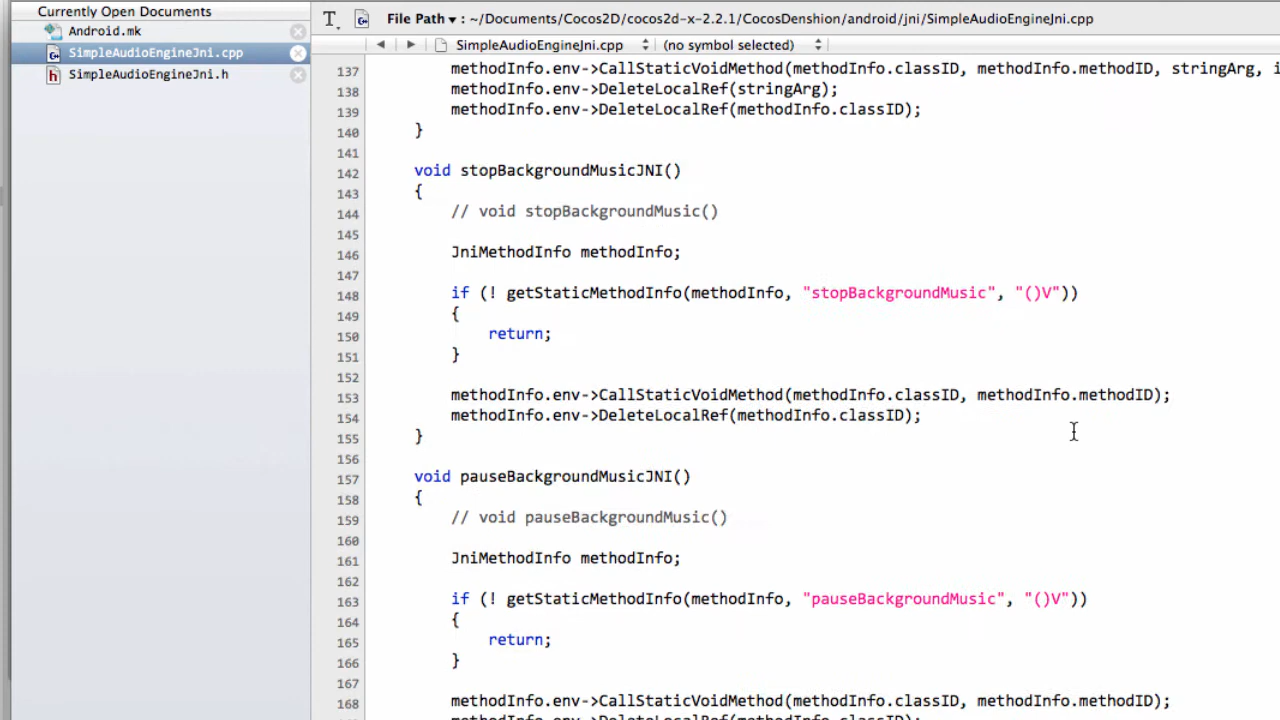 Currently Open Documents
Android.mk
SimpleAudioEngineJni.cpp
SimpleAudioEngineJni.h
T File Path ▾ : ~/Documents/Cocos2D/cocos2d-x-2.2.1/CocosDenshion/android/jni/SimpleAudioEngineJni.cpp
SimpleAudioEngineJni.cpp (no symbol selected)
137 methodInfo.env->CallStaticVoidMethod(methodInfo.classID, methodInfo.methodID, stringArg, i
138 methodInfo.env->DeleteLocalRef(stringArg);
139 methodInfo.env->DeleteLocalRef(methodInfo.classID);
140 }
141
142 void stopBackgroundMusicJNI()
143 {
144 // void stopBackgroundMusic()
145
146 JniMethodInfo methodInfo;
147
148 if (! getStaticMethodInfo(methodInfo, "stopBackgroundMusic", "()V"))
149 {
150 return;
151 }
152
153 methodInfo.env->CallStaticVoidMethod(methodInfo.classID, methodInfo.methodID);
154 methodInfo.env->DeleteLocalRef(methodInfo.classID);
155 }
156
157 void pauseBackgroundMusicJNI()
158 {
159 // void pauseBackgroundMusic()
160
161 JniMethodInfo methodInfo;
162
163 if (! getStaticMethodInfo(methodInfo, "pauseBackgroundMusic", "()V"))
164 {
165 return;
166 }
167
168 methodInfo.env->CallStaticVoidMethod(methodInfo.classID, methodInfo.methodID);
methodInfo.env->DeleteLocalRef(methodInfo.classID);